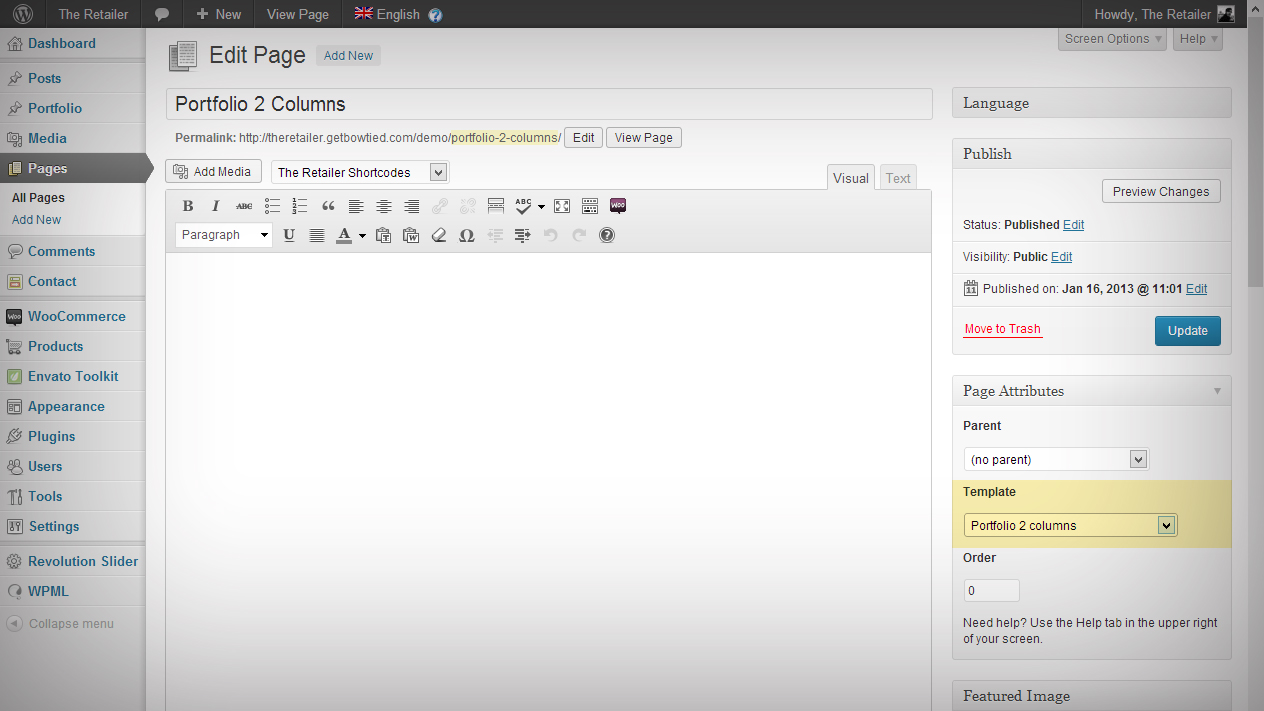 The Retailer
+ New
View Page
English
Howdy, The Retailer
Screen Options
Help
Dashboard
Posts
Portfolio
Media
Pages
All Pages
Add New
Comments
Contact
WooCommerce
Products
Envato Toolkit
Appearance
Plugins
Users
Tools
Settings
Revolution Slider
WPML
Collapse menu
Edit Page
Add New
Portfolio 2 Columns
Permalink: http://theretailer.getbowtied.com/demo/portfolio-2-columns/ Edit View Page
Add Media
The Retailer Shortcodes
Visual
Text
B I ABC ABC WOO
Paragraph U A W Ω ?
Language
Publish
Preview Changes
Status: Published Edit
Visibility: Public Edit
11 Published on: Jan 16, 2013 @ 11:01 Edit
Move to Trash
Update
Page Attributes
Parent
(no parent)
Template
Portfolio 2 columns
Order
0
Need help? Use the Help tab in the upper right
of your screen.
Featured Image